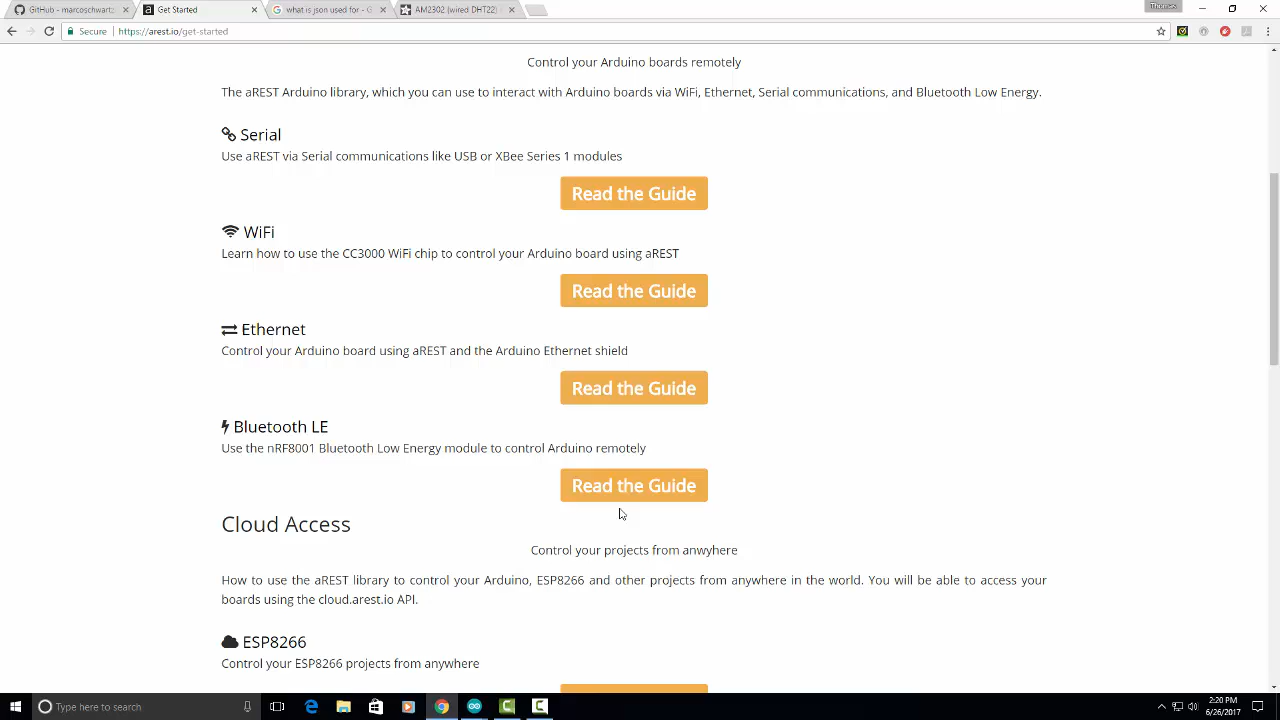 GitHub - marcoschwart
Get Started
what is json used for - G
AM2302 (wired DHT22)
Thomas
Secure
https://arest.io/get-started
Control your Arduino boards remotely
The aREST Arduino library, which you can use to interact with Arduino boards via WiFi, Ethernet, Serial communications, and Bluetooth Low Energy.
Serial
Use aREST via Serial communications like USB or XBee Series 1 modules
Read the Guide
WiFi
Learn how to use the CC3000 WiFi chip to control your Arduino board using aREST
Read the Guide
Ethernet
Control your Arduino board using aREST and the Arduino Ethernet shield
Read the Guide
Bluetooth LE
Use the nRF8001 Bluetooth Low Energy module to control Arduino remotely
Read the Guide
Cloud Access
Control your projects from anwyhere
How to use the aREST library to control your Arduino, ESP8266 and other projects from anywhere in the world. You will be able to access your
boards using the cloud.arest.io API.
ESP8266
Control your ESP8266 projects from anywhere
Type here to search
2:20 PM
6/26/2017